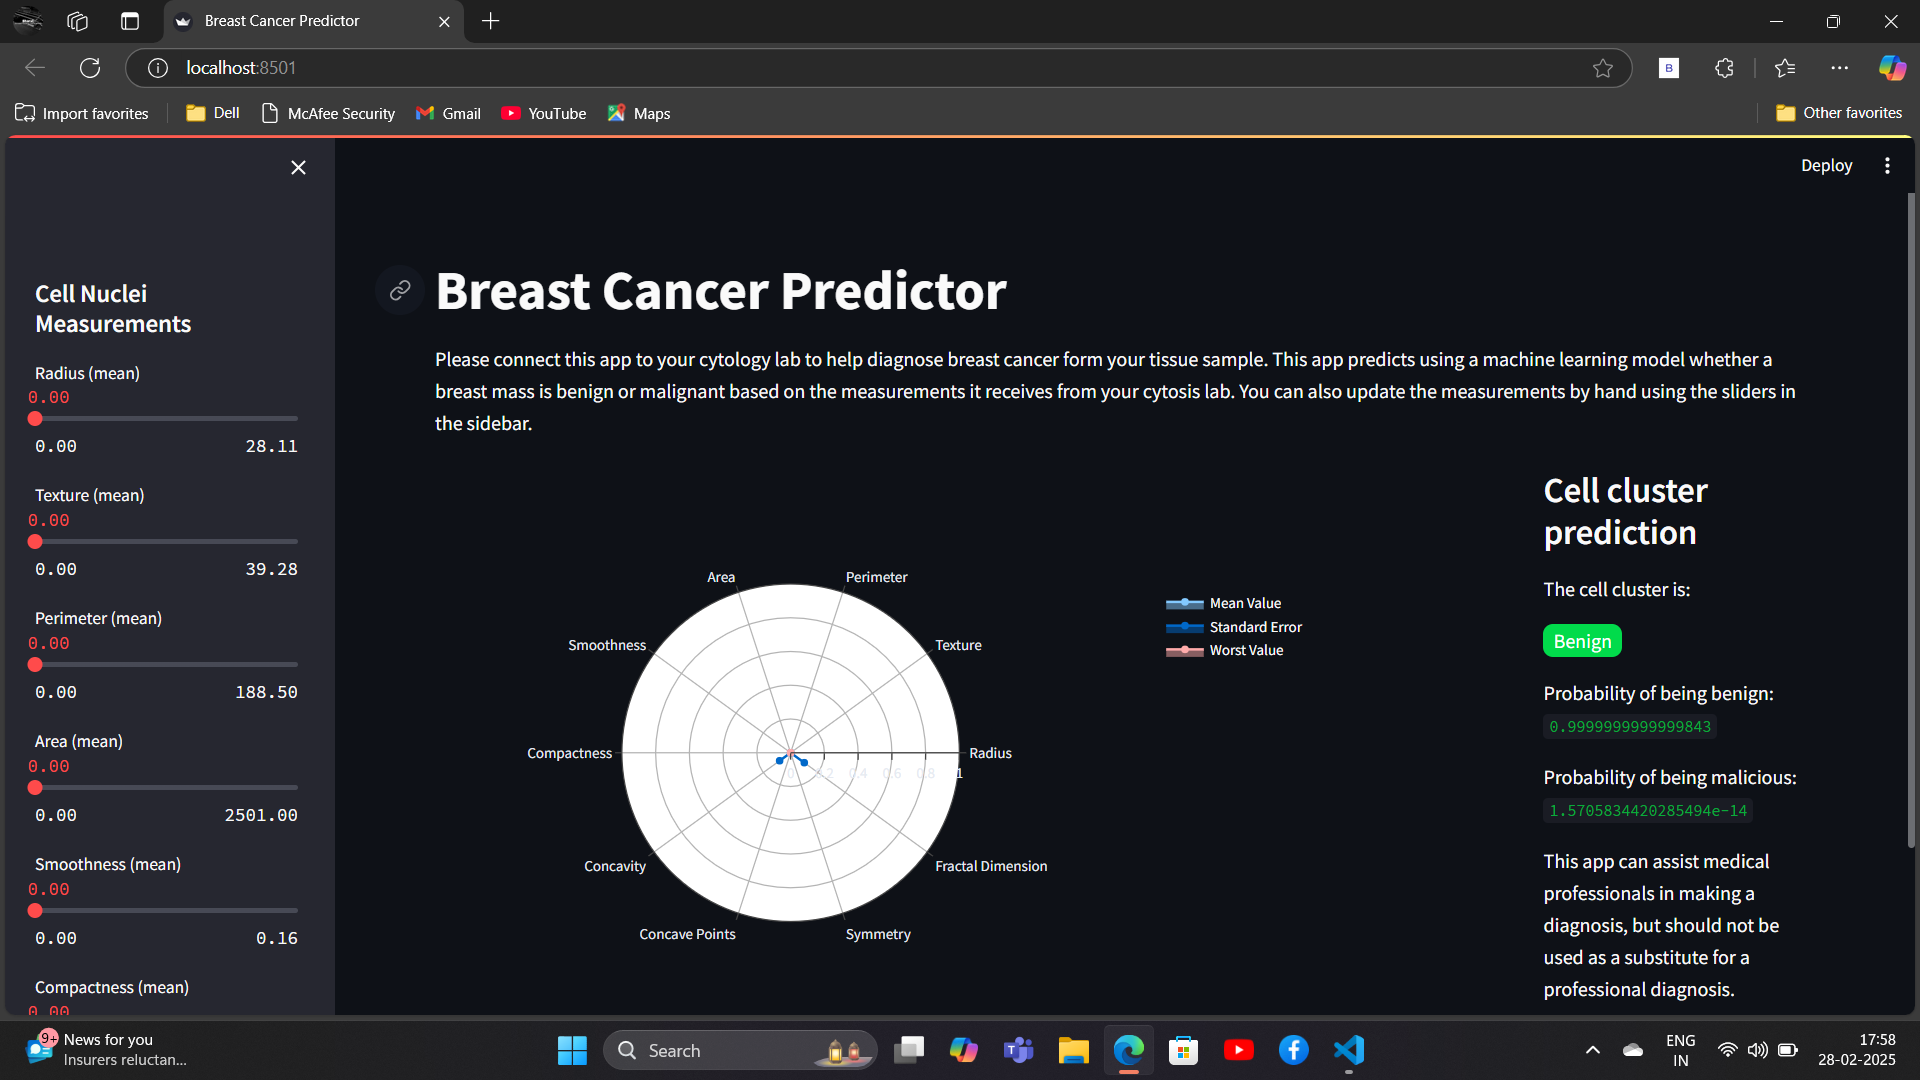 Breast Cancer Predictor
localhost:8501
B
Import favorites
Dell
McAfee Security
Gmail
YouTube
Maps
Other favorites
Deploy
Cell Nuclei
Measurements
Radius (mean)
0.00
0.00 28.11
Texture (mean)
0.00
0.00 39.28
Perimeter (mean)
0.00
0.00 188.50
Area (mean)
0.00
0.00 2501.00
Smoothness (mean)
0.00
0.00 0.16
Compactness (mean)
0.00
Breast Cancer Predictor
Please connect this app to your cytology lab to help diagnose breast cancer form your tissue sample. This app predicts using a machine learning model whether a
breast mass is benign or malignant based on the measurements it receives from your cytosis lab. You can also update the measurements by hand using the sliders in
the sidebar.
Area
Perimeter
Smoothness
Texture
Compactness
Radius
0 0.2 0.4 0.6 0.8 1
Concavity
Fractal Dimension
Concave Points
Symmetry
Mean Value
Standard Error
Worst Value
Cell cluster
prediction
The cell cluster is:
Benign
Probability of being benign:
0.9999999999999843
Probability of being malicious:
1.5705834420285494e-14
This app can assist medical
professionals in making a
diagnosis, but should not be
used as a substitute for a
professional diagnosis.
9+
News for you
Insurers reluctan...
Search
ENG
IN
17:58
28-02-2025